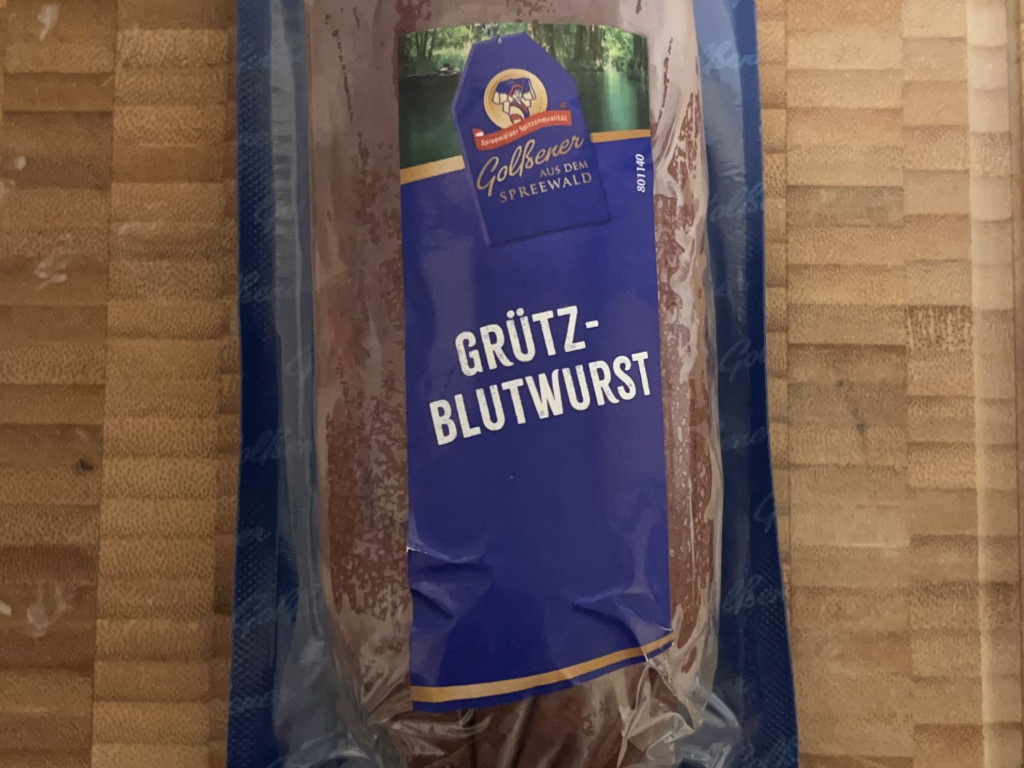 Spreewälder Spitzenqualität
Golßener
AUS DEM
SPREEWALD
801140
GRÜTZ-
BLUTWURST